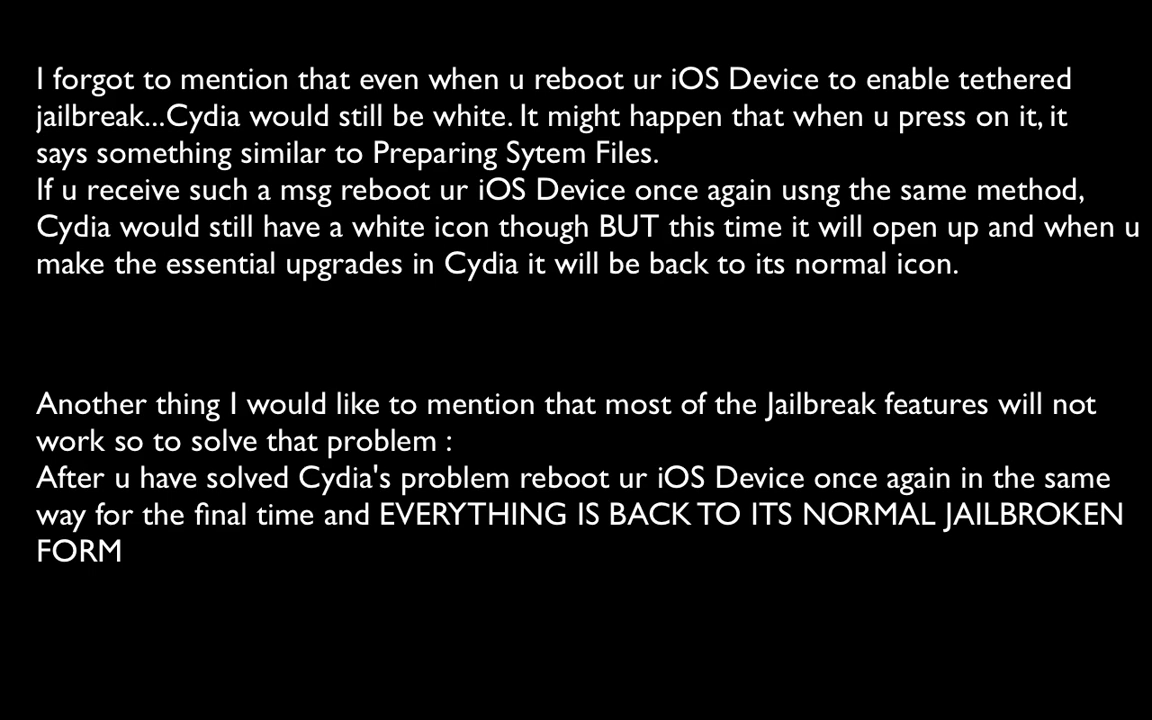 I forgot to mention that even when u reboot ur iOS Device to enable tethered
jailbreak...Cydia would still be white. It might happen that when u press on it, it
says something similar to Preparing Sytem Files.
If u receive such a msg reboot ur iOS Device once again usng the same method,
Cydia would still have a white icon though BUT this time it will open up and when u
make the essential upgrades in Cydia it will be back to its normal icon.
Another thing I would like to mention that most of the Jailbreak features will not
work so to solve that problem :
After u have solved Cydia's problem reboot ur iOS Device once again in the same
way for the final time and EVERYTHING IS BACK TO ITS NORMAL JAILBROKEN
FORM